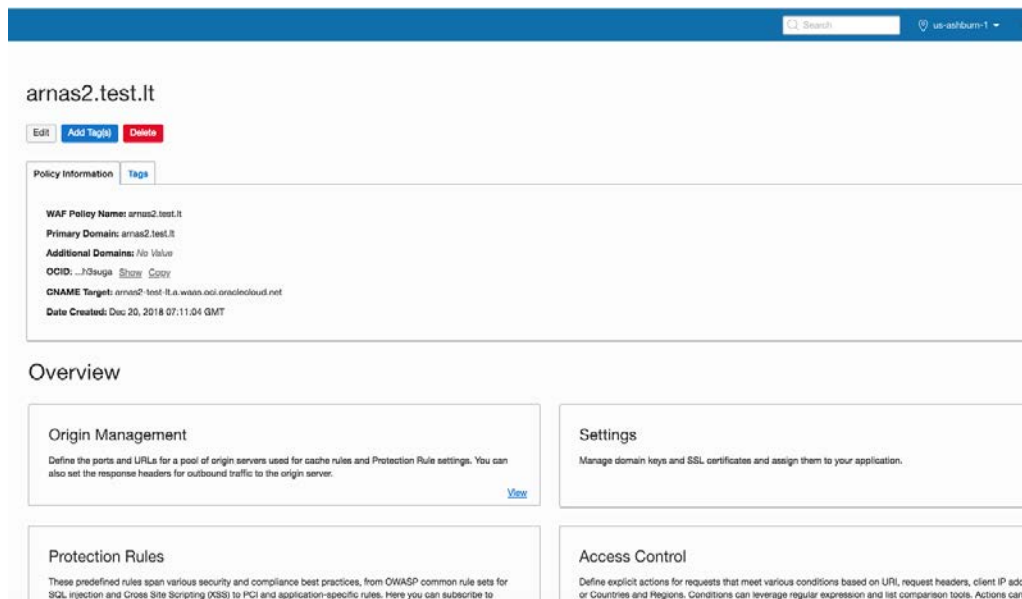 Search
us-ashburn-1
arnas2.test.lt
Edit
Add Tag(s)
Delete
Policy Information
Tags
WAF Policy Name: arnas2.test.lt
Primary Domain: arnas2.test.lt
Additional Domains: No Value
OCID: ...h3suga Show Copy
CNAME Target: arnas2-test-lt.a.waas.oci.oraclecloud.net
Date Created: Dec 20, 2018 07:11:04 GMT
Overview
Origin Management
Define the ports and URLs for a pool of origin servers used for cache rules and Protection Rule settings. You can
also set the response headers for outbound traffic to the origin server.
View
Settings
Manage domain keys and SSL certificates and assign them to your application.
Protection Rules
These predefined rules span various security and compliance best practices, from OWASP common rule sets for
SQL injection and Cross Site Scripting (XSS) to PCI and application-specific rules. Here you can subscribe to
Access Control
Define explicit actions for requests that meet various conditions based on URI, request headers, client IP add
or Countries and Regions. Conditions can leverage regular expression and list comparison tools. Actions can